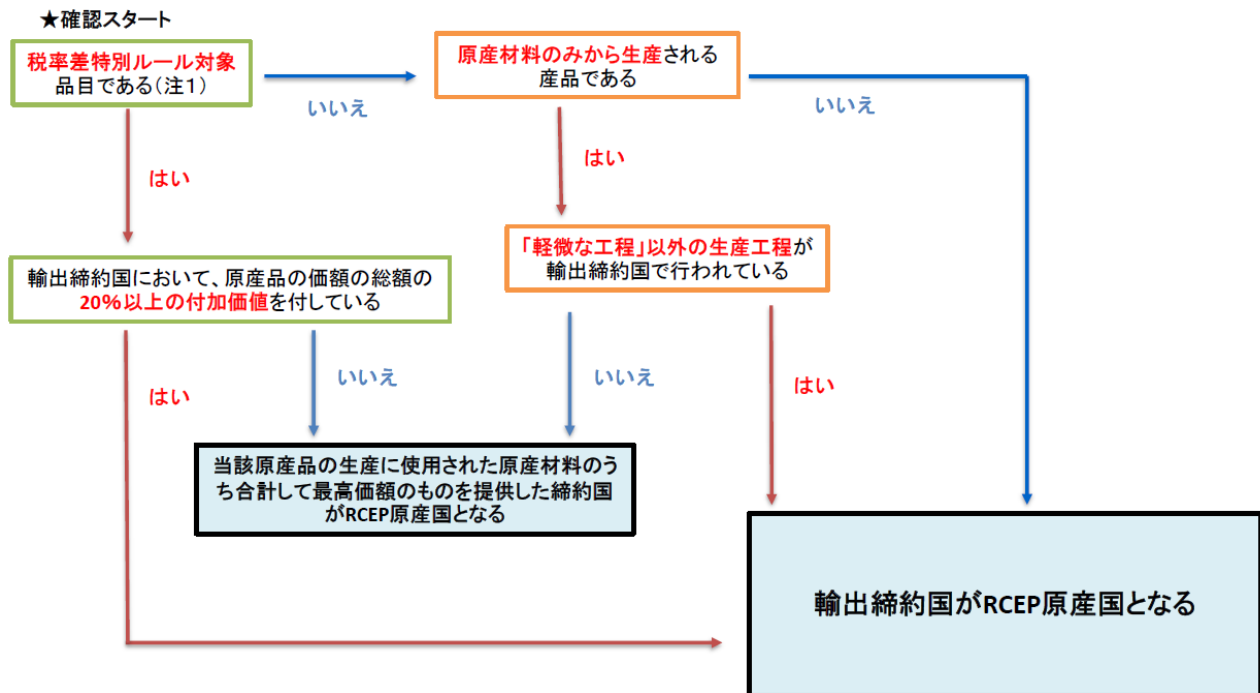 ★確認スタート
税率差特別ルール対象
品目である(注1)
いいえ
原産材料のみから生産される
産品である
いいえ
はい
はい
輸出締約国において、原産品の価額の総額の
20%以上の付加価値を付している
「軽微な工程」以外の生産工程が
輸出締約国で行われている
はい
いいえ
いいえ
はい
当該原産品の生産に使用された原産材料のう
ち合計して最高価額のものを提供した締約国
がRCEP原産国となる
輸出締約国がRCEP原産国となる